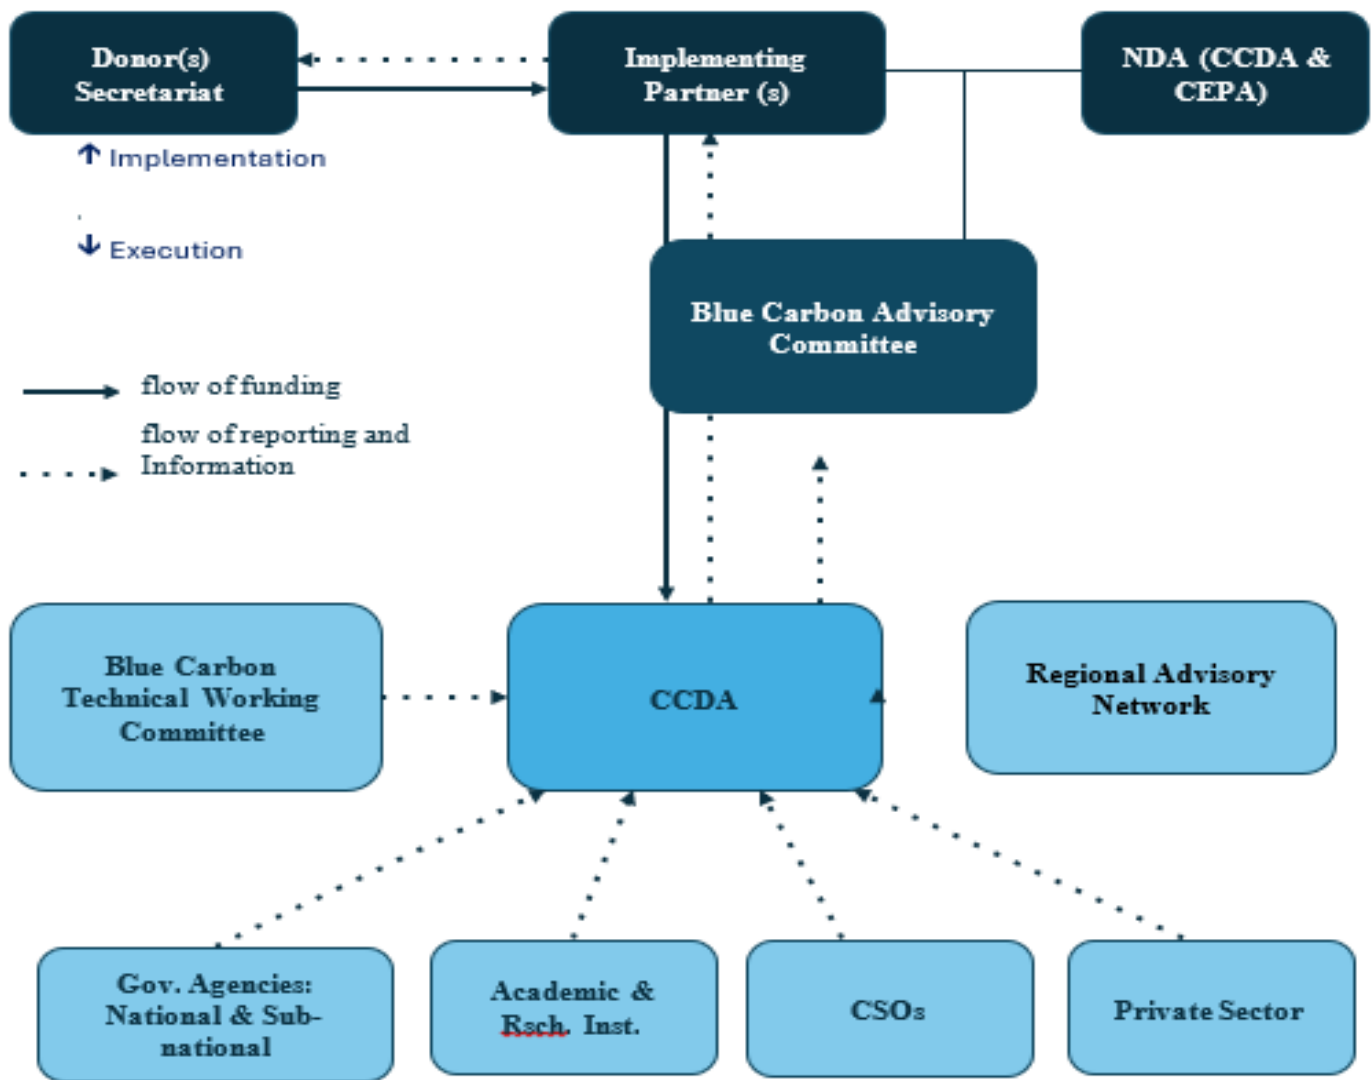 Donor(s)
Secretariat
Implementing
Partner (s)
NDA (CCDA &
CEPA)
↑ Implementation
↓ Execution
Blue Carbon Advisory
Committee
flow of funding
flow of reporting and
Information
Blue Carbon
Technical Working
Committee
CCDA
Regional Advisory
Network
Gov. Agencies:
National & Sub-
national
Academic &
Rsch. Inst.
CSOs
Private Sector